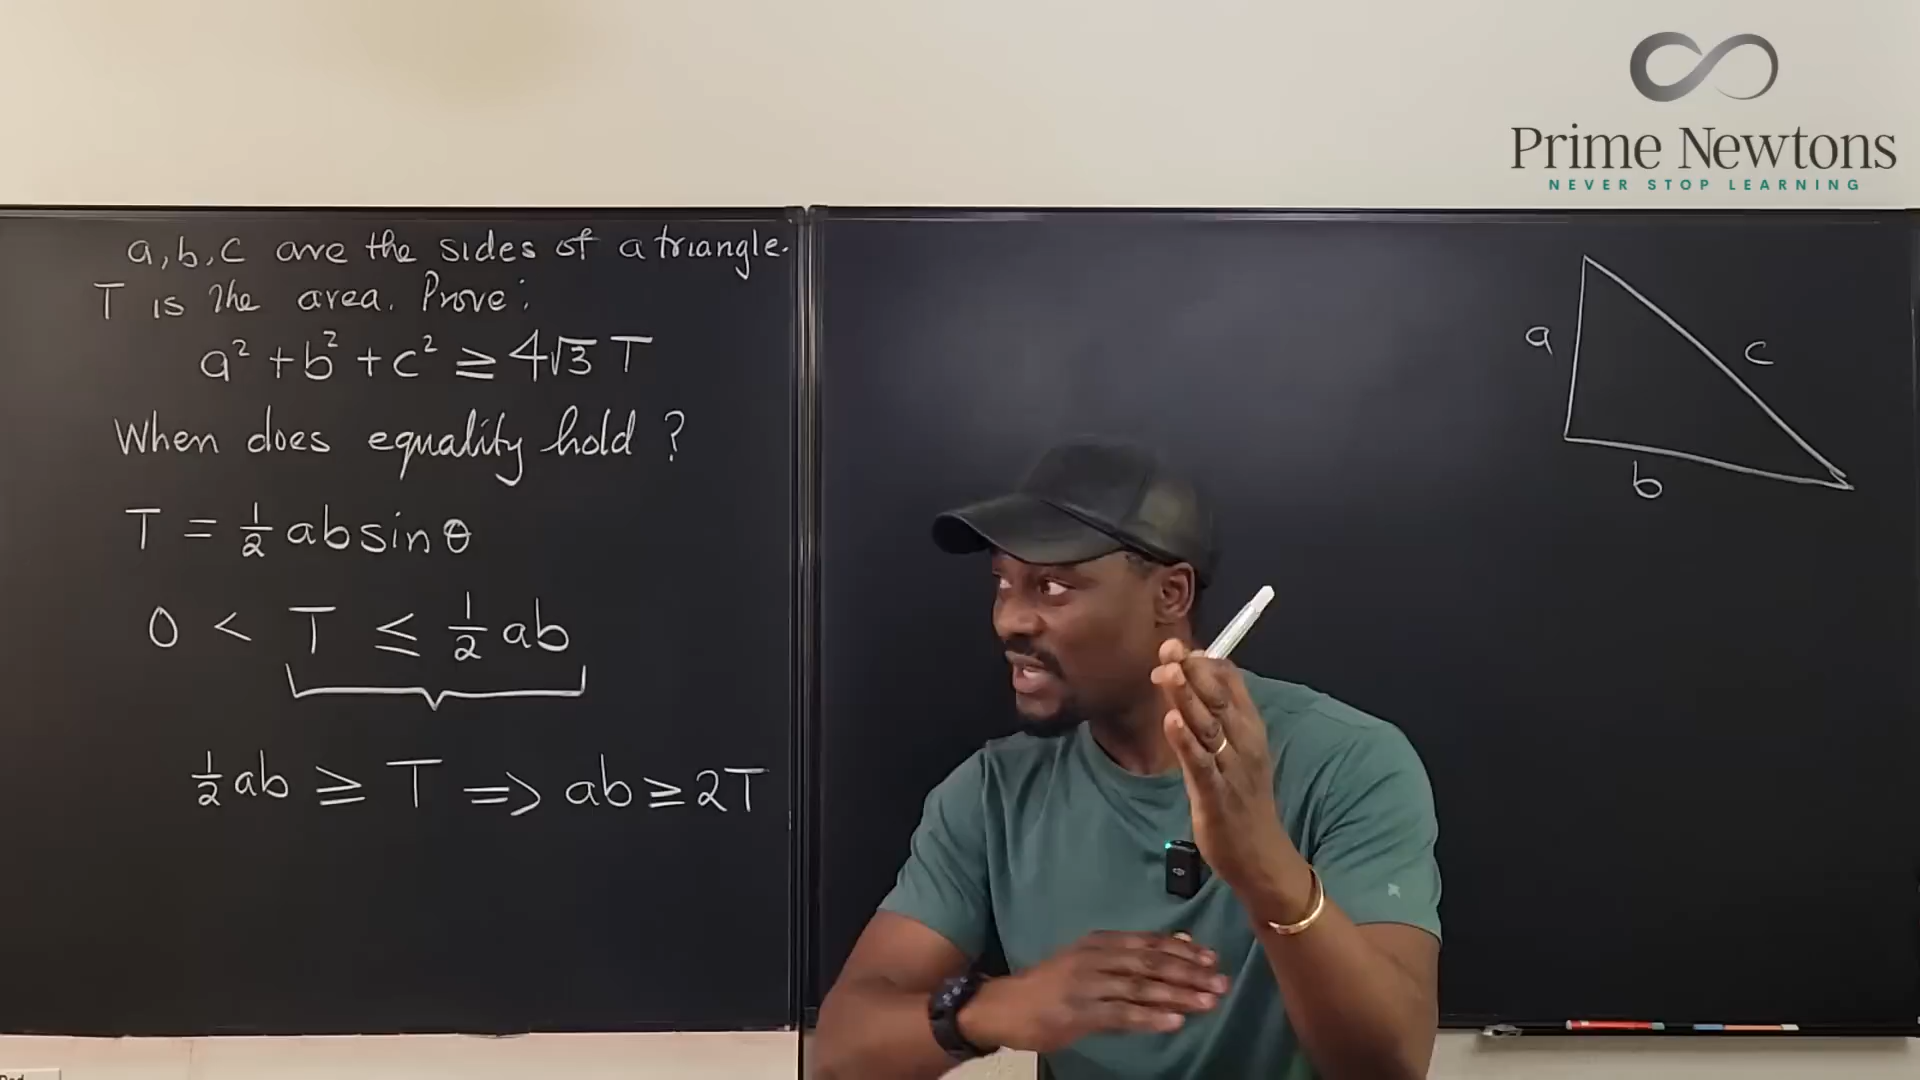 Prime Newtons
NEVER STOP LEARNING
a, b, c are the sides of a triangle.
T is the area. Prove:
a² + b² + c² ≥ 4√3 T
When does equality hold?
T = ½ ab sin θ
0 < T ≤ ½ ab
½ ab ≥ T ⇒ ab ≥ 2T
a
c
b